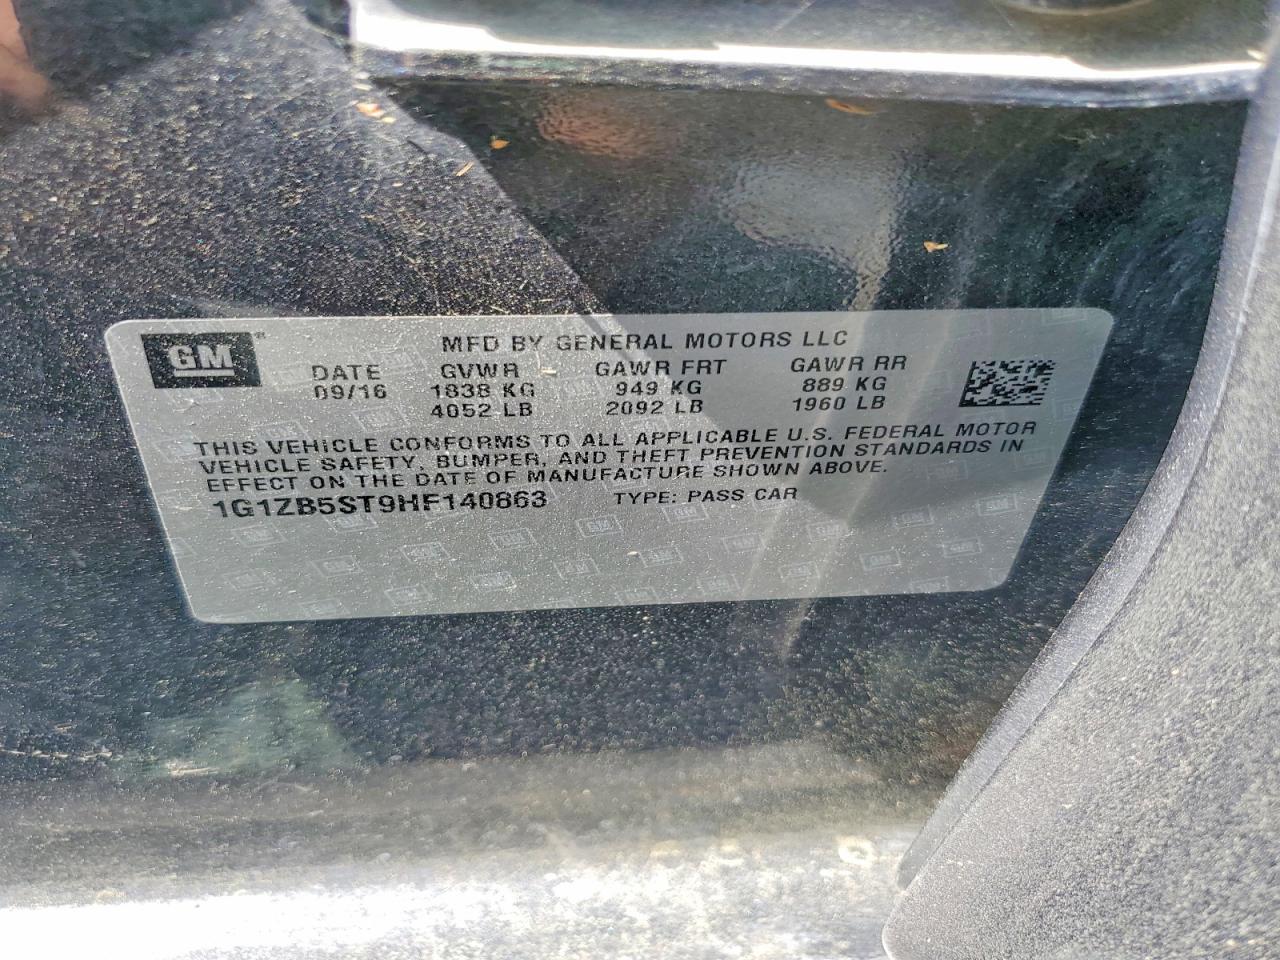 GM®
MFD BY GENERAL MOTORS LLC
DATE GVWR GAWR FRT GAWR RR
09/16 1838 KG 949 KG 889 KG
4052 LB 2092 LB 1960 LB
THIS VEHICLE CONFORMS TO ALL APPLICABLE U.S. FEDERAL MOTOR
VEHICLE SAFETY, BUMPER, AND THEFT PREVENTION STANDARDS IN
EFFECT ON THE DATE OF MANUFACTURE SHOWN ABOVE.
1G1ZB5ST9HF140863 TYPE: PASS CAR